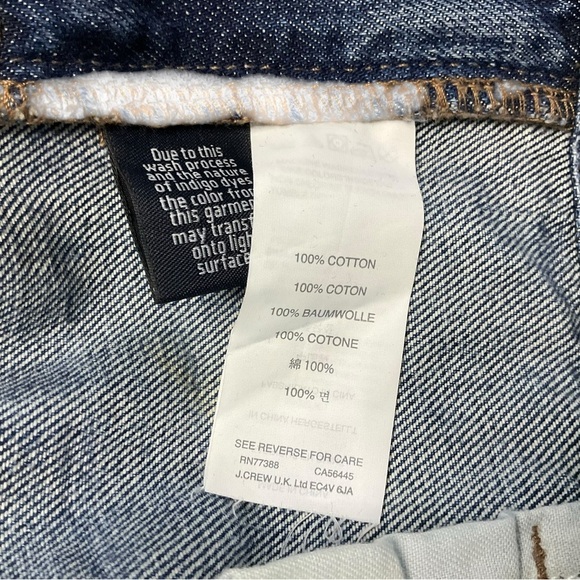 Due to this
wash process
and the nature
of indigo dyes
the color from
this garment
may
onto
surface
100% COTTON
100% COTON
100% BAUMWOLLE
100% COTONE
綿 100%
100% 면
SEE REVERSE FOR CARE
RN77388 CA56445
J.CREW U.K. Ltd EC4V 6JA